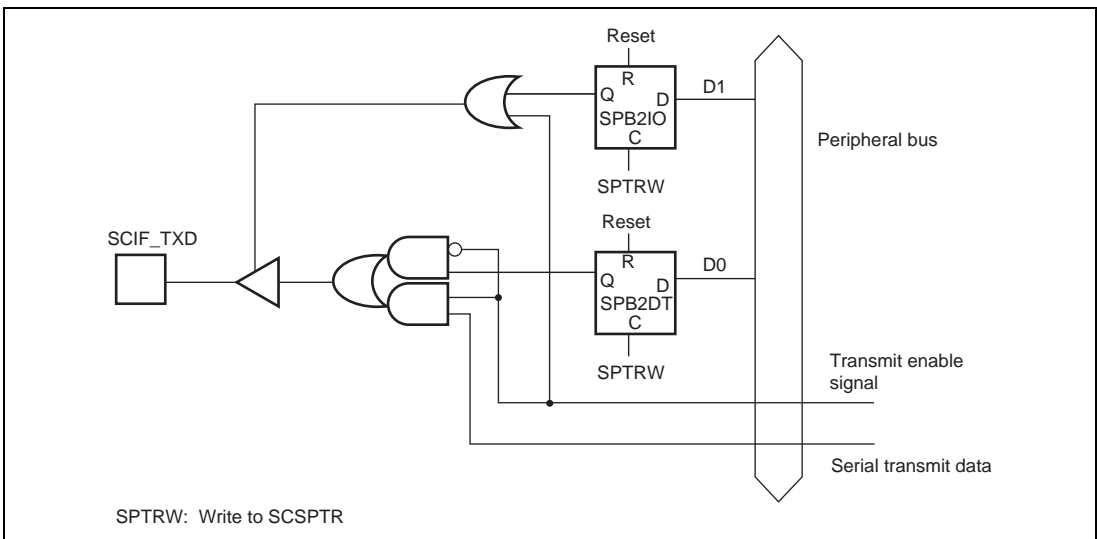 Reset
R
Q
D
D1
SPB2IO
C
SPTRW
Peripheral bus
Reset
SCIF_TXD
R
Q
D
D0
SPB2DT
C
SPTRW
Transmit enable
signal
Serial transmit data
SPTRW: Write to SCSPTR